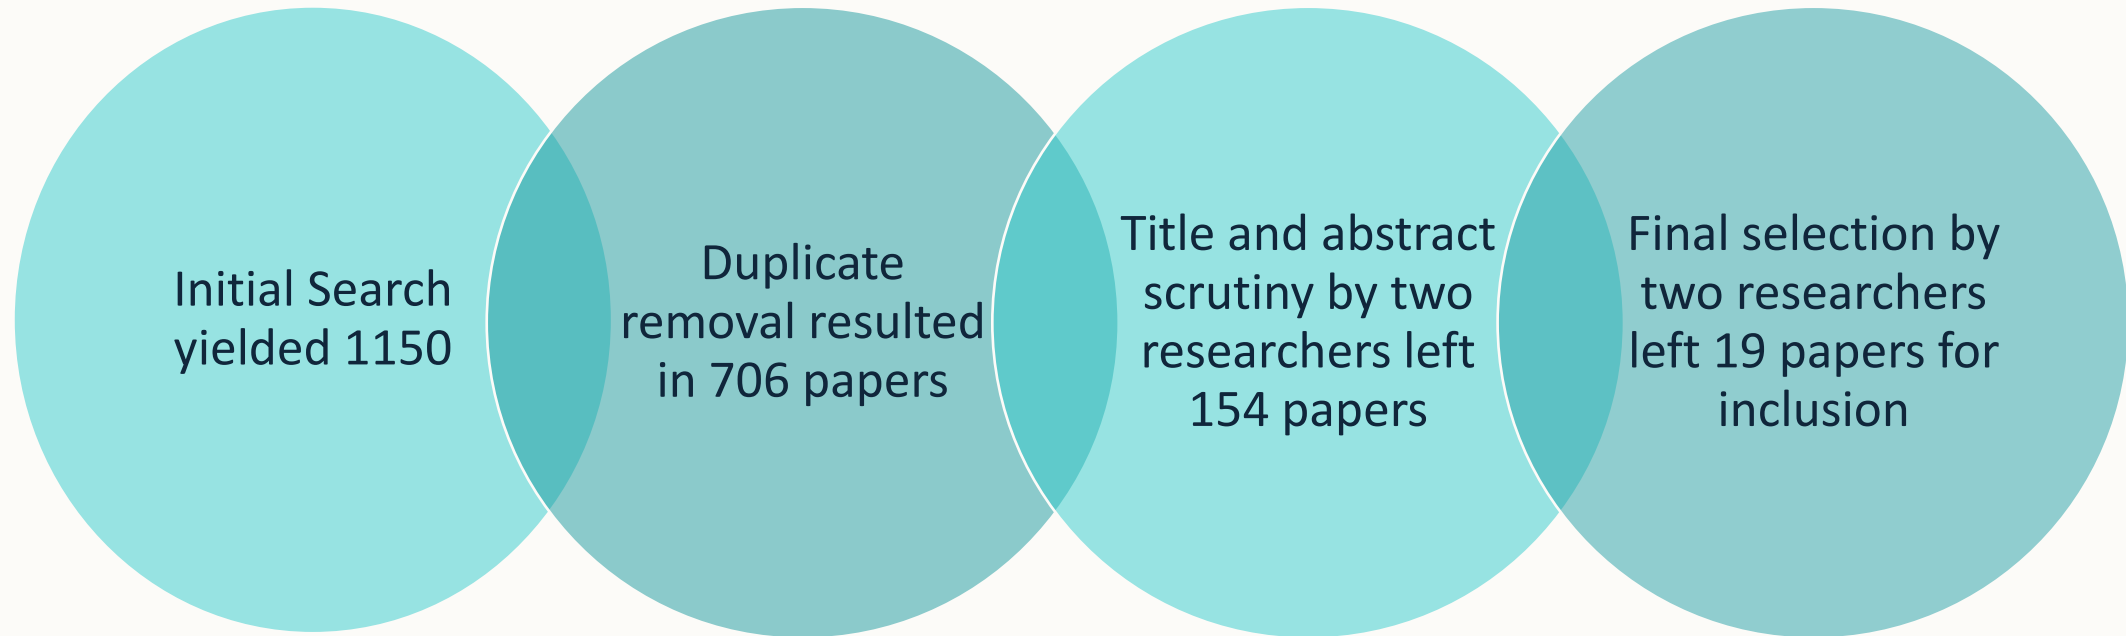 Initial Search
yielded 1150
Duplicate
removal resulted
in 706 papers
Title and abstract
scrutiny by two
researchers left
154 papers
Final selection by
two researchers
left 19 papers for
inclusion